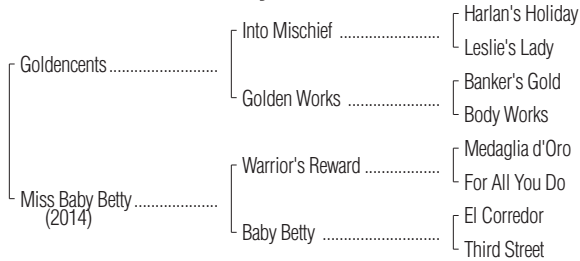 Harlan's Holiday
Into Mischief ....................
Leslie's Lady
Goldencents ......................
Banker's Gold
Golden Works ..................
Body Works
Medaglia d'Oro
Warrior's Reward ...............
For All You Do
Miss Baby Betty .................
(2014)
El Corredor
Baby Betty ........................
Third Street